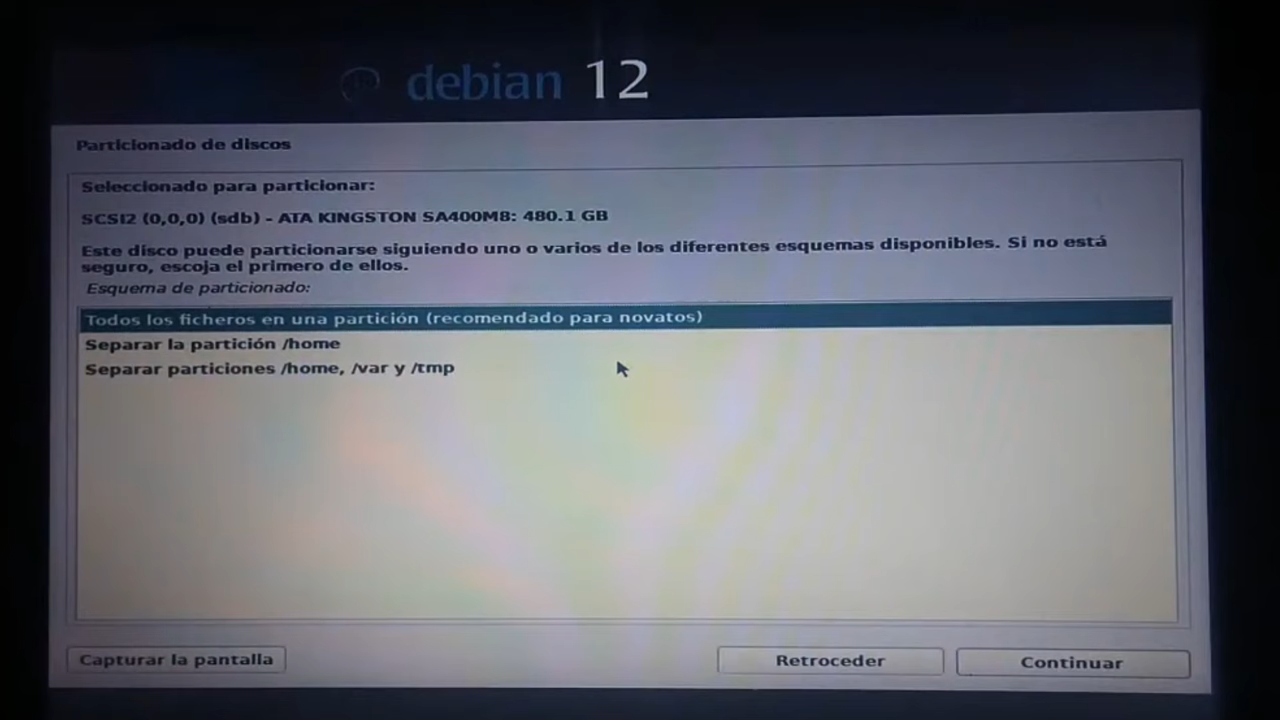 debian 12
Particionado de discos
Seleccionado para particionar:
SCSI2 (0,0,0) (sdb) - ATA KINGSTON SA400M8: 480.1 GB
Este disco puede particionarse siguiendo uno o varios de los diferentes esquemas disponibles. Si no está
seguro, escoja el primero de ellos.
Esquema de particionado:
Todos los ficheros en una partición (recomendado para novatos)
Separar la partición /home
Separar particiones /home, /var y /tmp
Capturar la pantalla
Retroceder
Continuar